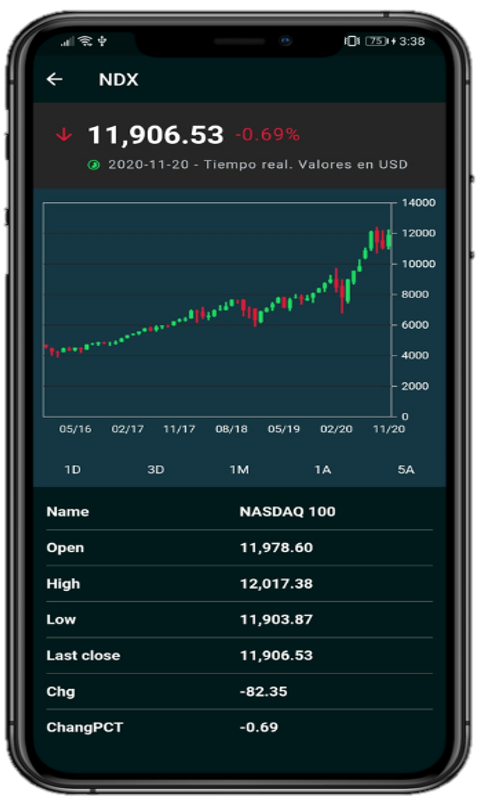 75 3:38
NDX
11,906.53 -0.69%
2020-11-20 - Tiempo real. Valores en USD
14000
12000
10000
8000
6000
4000
2000
0
05/16 02/17 11/17 08/18 05/19 02/20 11/20
1D 3D 1M 1A 5A
Name NASDAQ 100
Open 11,978.60
High 12,017.38
Low 11,903.87
Last close 11,906.53
Chg -82.35
ChangPCT -0.69